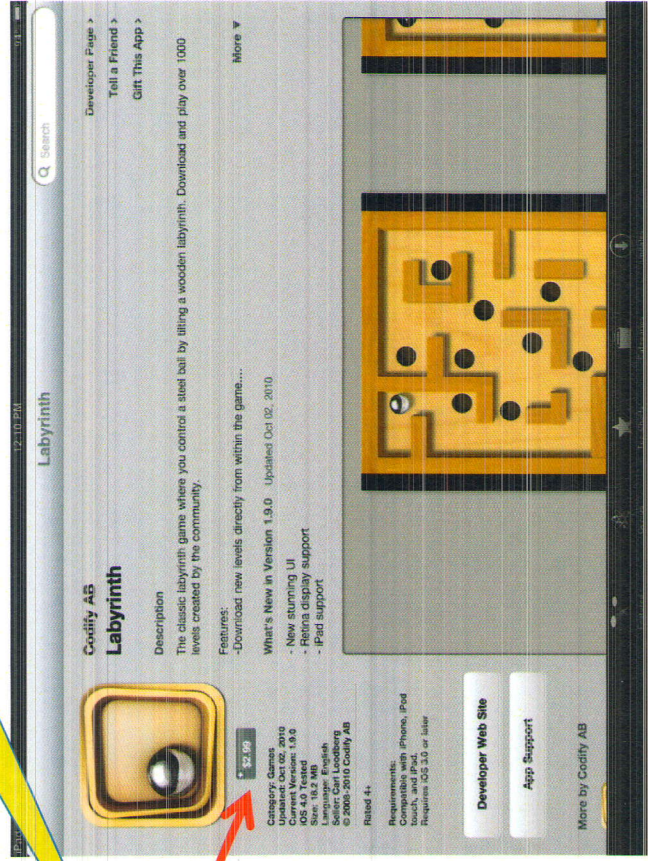 iPad
12:10 PM
Labyrinth
Search
Codify AB
Labyrinth
Developer Page >
Tell a Friend >
Gift This App >
Description
The classic labyrinth game where you control a steel ball by tilting a wooden labyrinth. Download and play over 1000
levels created by the community.
Features:
-Download new levels directly from within the game....
More ▼
What's New in Version 1.9.0 Updated Oct 02, 2010
- New stunning UI
- Retina display support
- iPad support
+ $2.99
Category: Games
Updated: Oct 02, 2010
Current Version: 1.9.0
iOS 4.0 Tested
Size: 18.2 MB
Language: English
Seller: Carl Loodberg
© 2008-2010 Codify AB
Rated 4+
Requirements:
Compatible with iPhone, iPod
touch, and iPad.
Requires iOS 3.0 or later
Developer Web Site
App Support
More by Codify AB